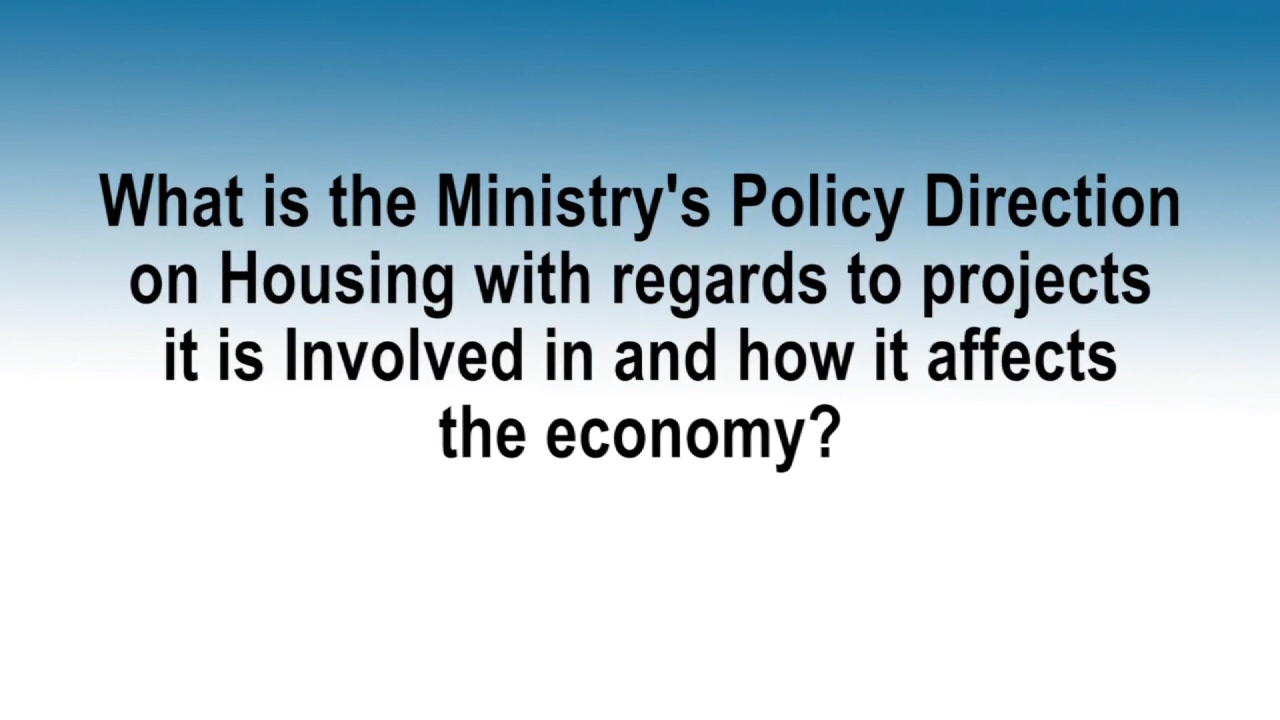 What is the Ministry's Policy Direction
on Housing with regards to projects
it is Involved in and how it affects
the economy?